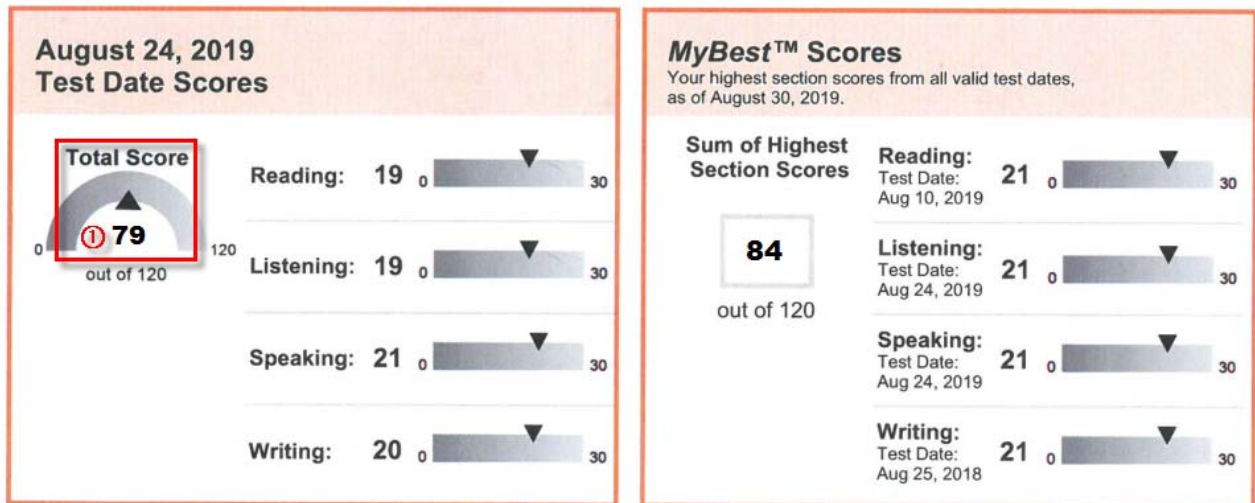 August 24, 2019
Test Date Scores
Total Score
① 79
0
120
out of 120
Reading: 19 0 30
Listening: 19 0 30
Speaking: 21 0 30
Writing: 20 0 30
MyBest™ Scores
Your highest section scores from all valid test dates,
as of August 30, 2019.
Sum of Highest
Section Scores
84
out of 120
Reading:
Test Date:
Aug 10, 2019
21 0 30
Listening:
Test Date:
Aug 24, 2019
21 0 30
Speaking:
Test Date:
Aug 24, 2019
21 0 30
Writing:
Test Date:
Aug 25, 2018
21 0 30